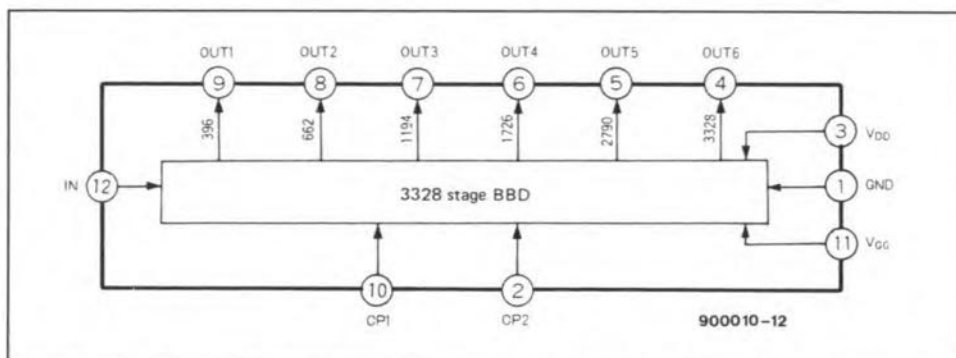 OUT1 OUT2 OUT3 OUT4 OUT5 OUT6
9 8 7 6 5 4
396 662 1194 1726 2790 3328
3 VDD
IN 12
3328 stage BBD
1 GND
11 VGG
10 2
CP1 CP2
900010-12